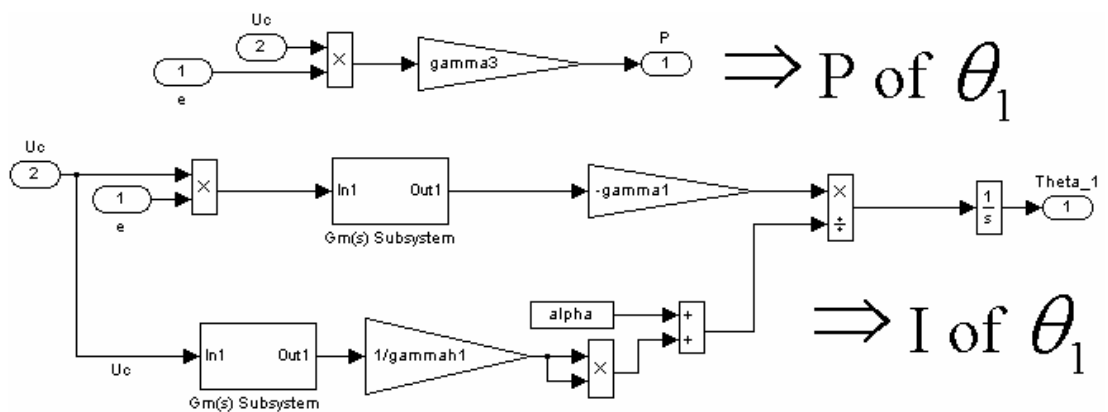 Uc
2
1
e
×
gamma3
P
1
⇒ P of θ₁
Uc
2
1
e
×
In1 Out1
Gm(s) Subsystem
-gamma1
×
÷
1/s
Theta_1
1
Uc
In1 Out1
Gm(s) Subsystem
1/gammah1
×
alpha
+
+
⇒ I of θ₁